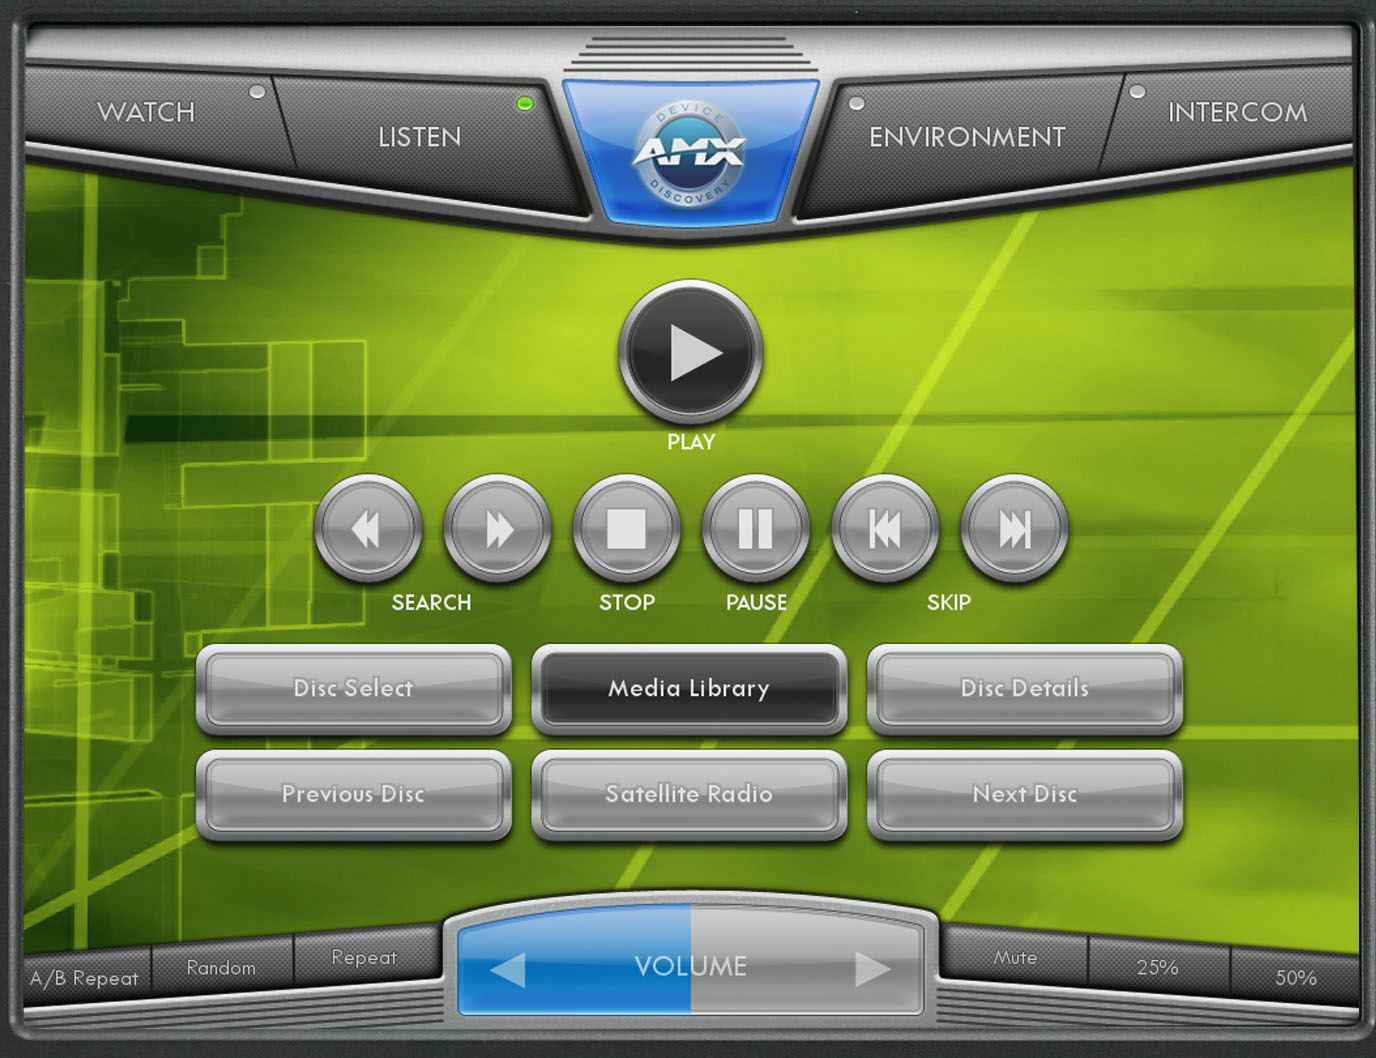 WATCH
LISTEN
DEVICE
AMX
DISCOVERY
ENVIRONMENT
INTERCOM
PLAY
SEARCH
STOP
PAUSE
SKIP
Disc Select
Media Library
Disc Details
Previous Disc
Satellite Radio
Next Disc
A/B Repeat
Random
Repeat
VOLUME
Mute
25%
50%